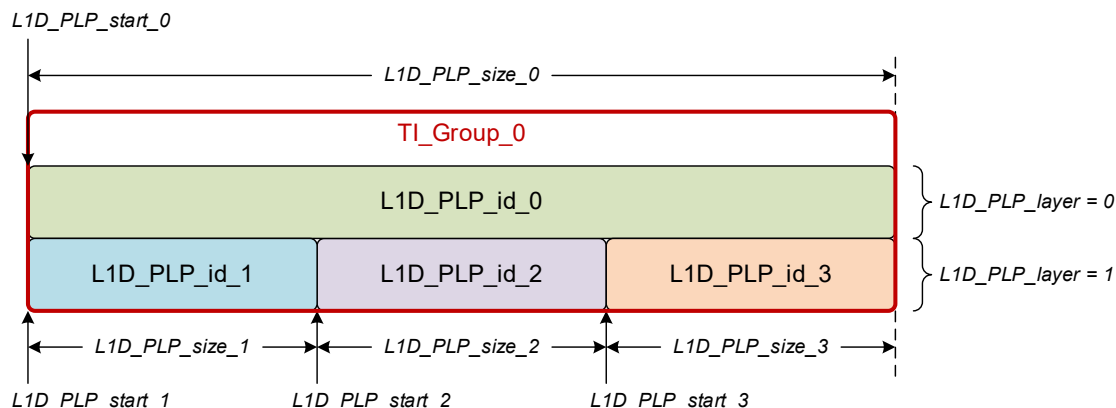 L1D_PLP_start_0
L1D_PLP_size_0
TI_Group_0
L1D_PLP_id_0
L1D_PLP_layer = 0
L1D_PLP_id_1
L1D_PLP_id_2
L1D_PLP_id_3
L1D_PLP_layer = 1
L1D_PLP_size_1
L1D_PLP_size_2
L1D_PLP_size_3
L1D_PLP_start_1
L1D_PLP_start_2
L1D_PLP_start_3